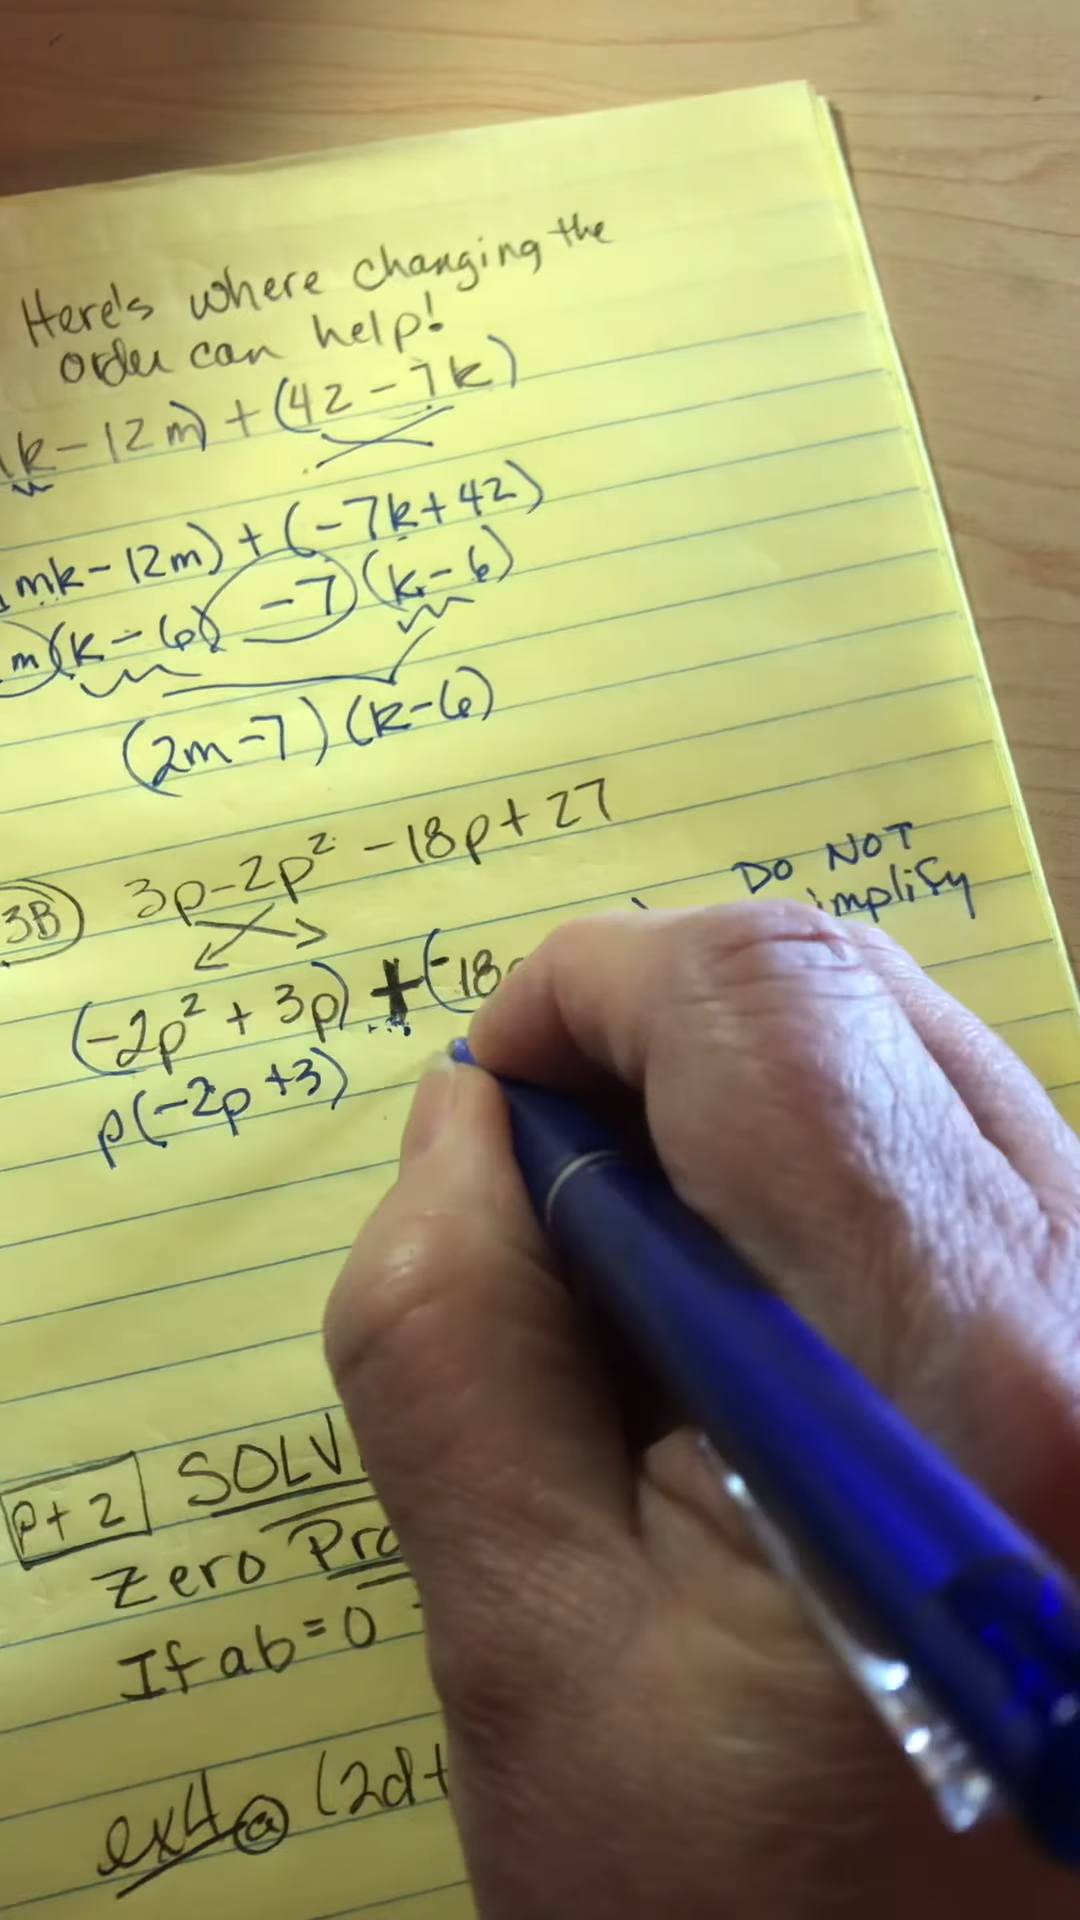 Here's where changing the
order can help!
k - 12m) + (42 - 7k)
mk - 12m) + (-7k + 42)
m(k - 6) -7(k - 6)
(2m - 7)(k - 6)
3B) 3p - 2p² - 18p + 27
DO NOT
implify
(-2p² + 3p) + (-18
p(-2p + 3)
p + 2 SOLV
Zero Pro
If ab = 0
ex4 a (2d +